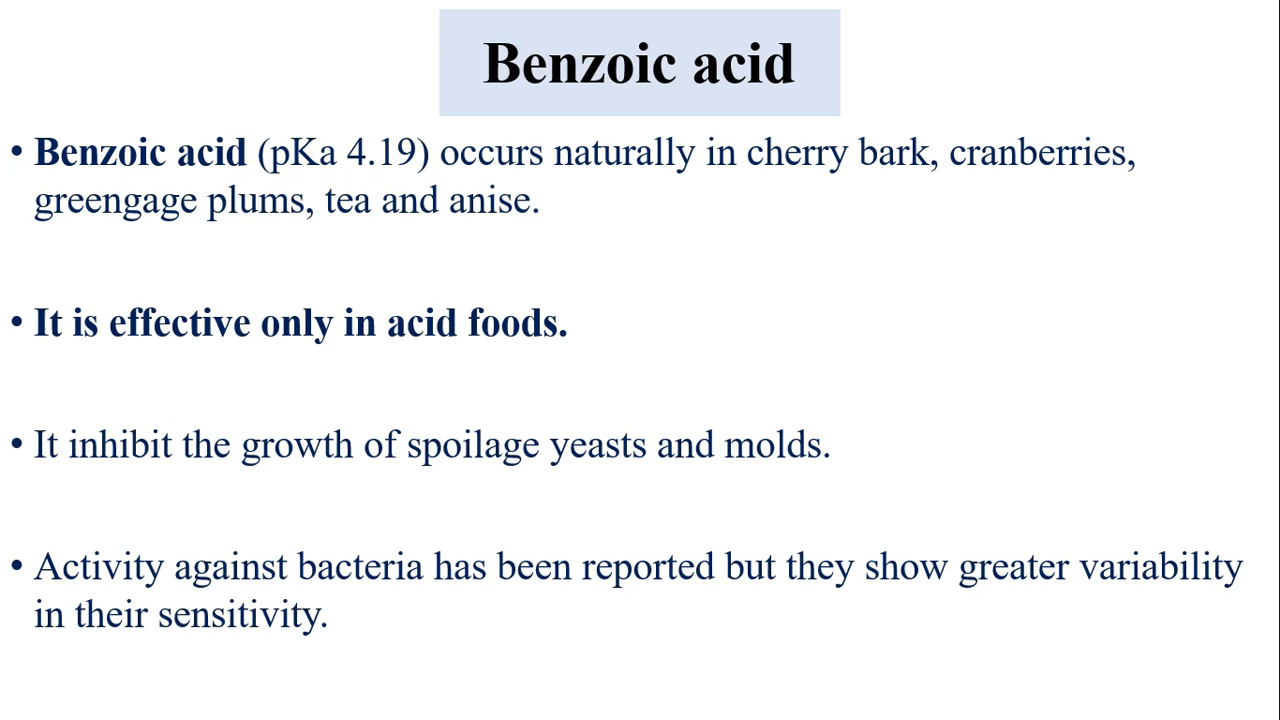 Benzoic acid
• Benzoic acid (pKa 4.19) occurs naturally in cherry bark, cranberries,
greengage plums, tea and anise.
• It is effective only in acid foods.
• It inhibit the growth of spoilage yeasts and molds.
• Activity against bacteria has been reported but they show greater variability
in their sensitivity.